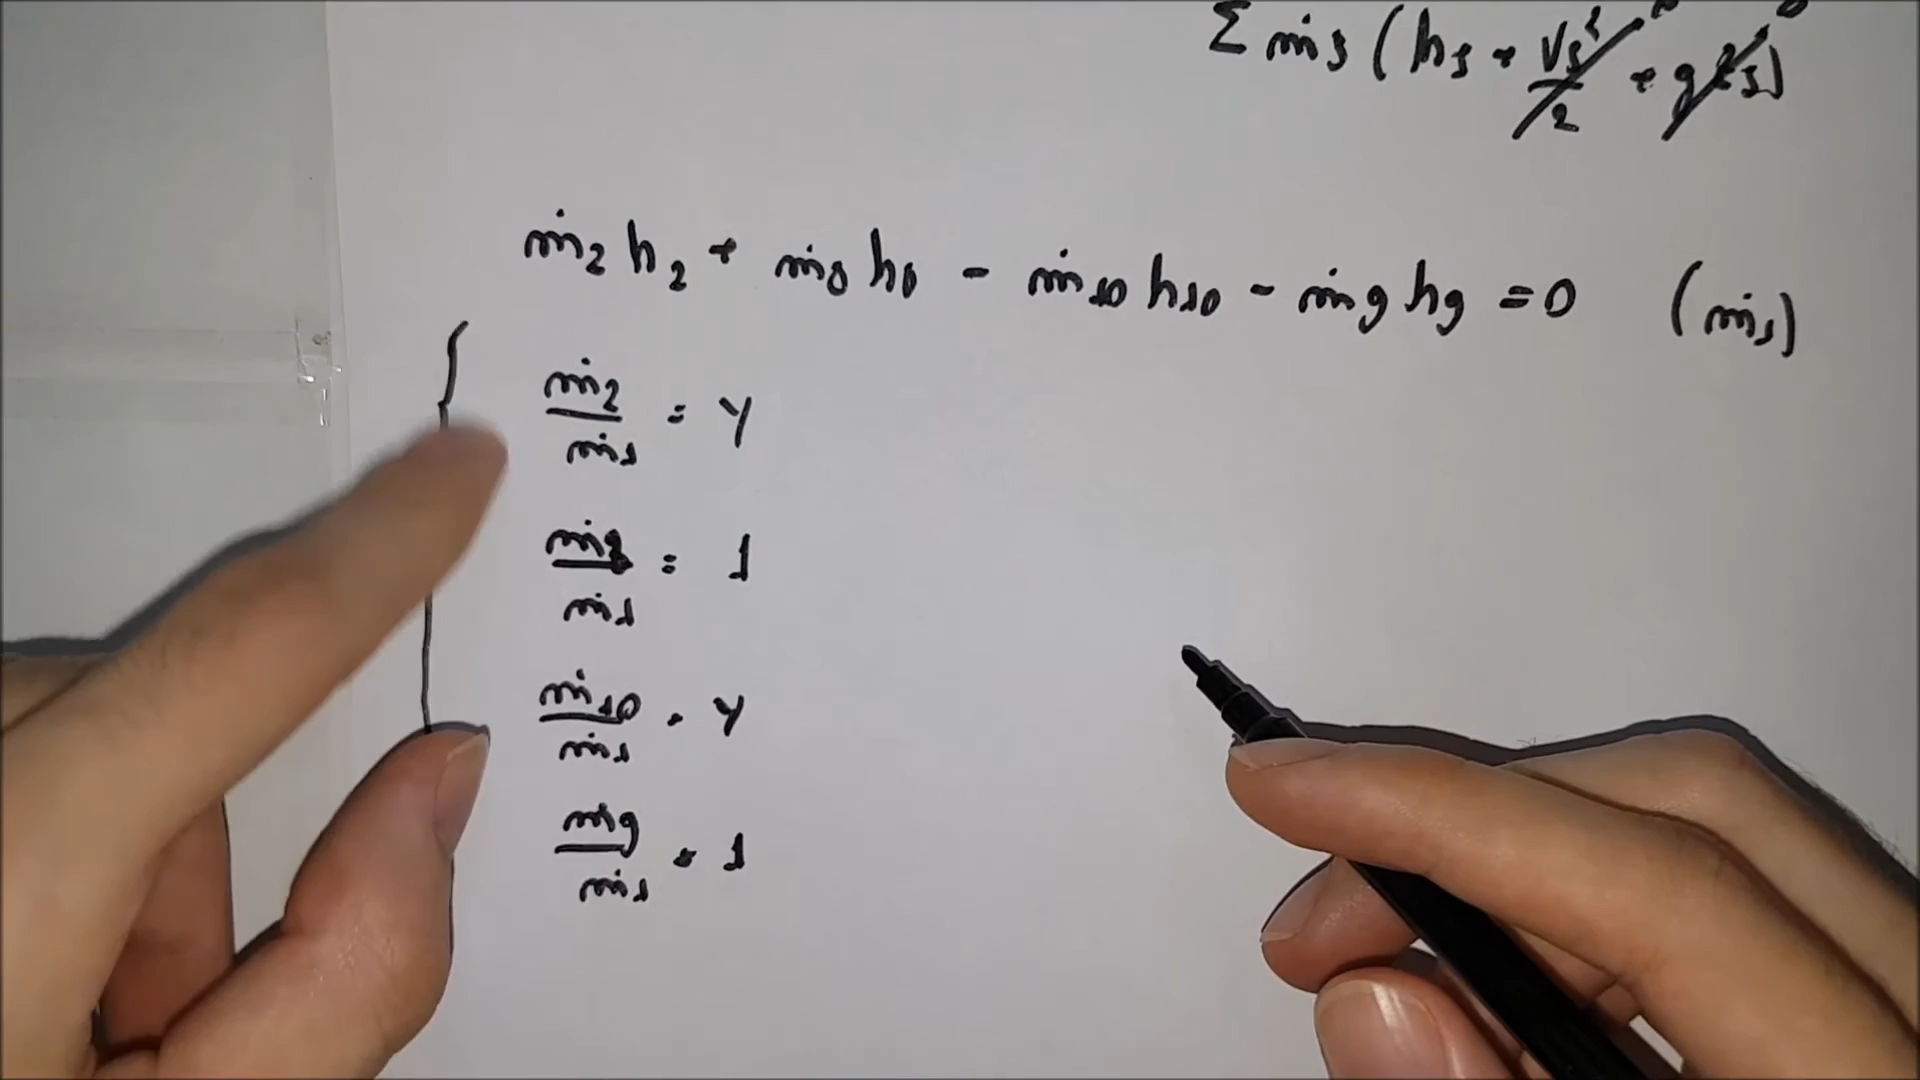 Σ ṁs (hs + Vs²/2 + gzs)
ṁ2 h2 + ṁ8 h8 - ṁ10 h10 - ṁ9 h9 = 0 (ṁ1)
ṁ2/ṁ1 = y
ṁ8/ṁ1 = 1
ṁ10/ṁ1 = y
ṁ9/ṁ1 = 1